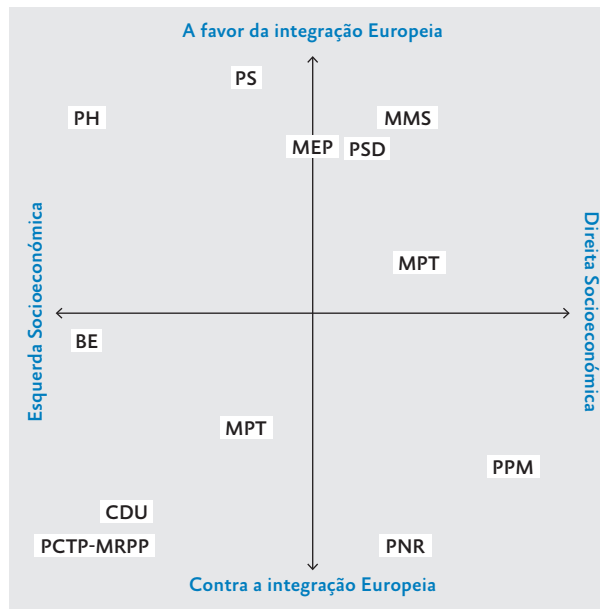 A favor da integração Europeia
PS
PH
MMS
MEP
PSD
Esquerda Socioeconómica
Direita Socioeconómica
MPT
BE
MPT
PPM
CDU
PCTP-MRPP
PNR
Contra a integração Europeia